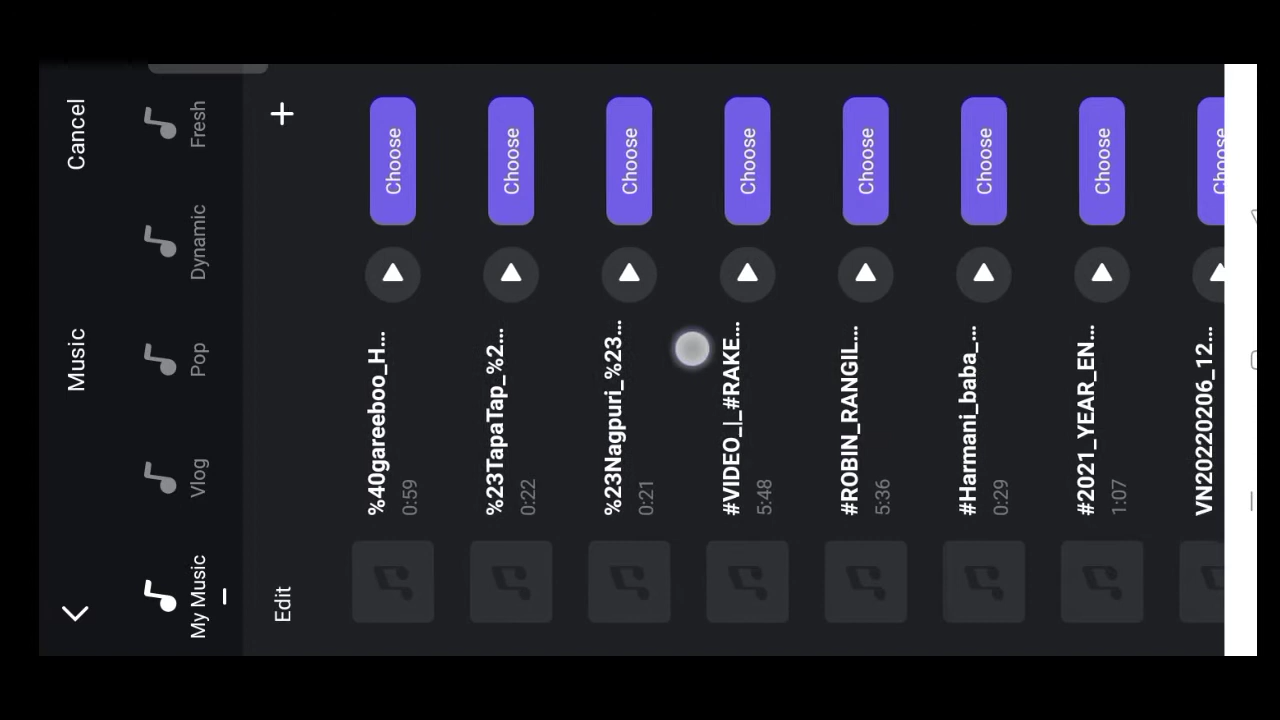 Music
Cancel
My Music
Vlog
Pop
Dynamic
Fresh
Edit
%40gareeboo_H...
0:59
Choose
%23TapaTap_%2...
0:22
Choose
%23Nagpuri_%23...
0:21
Choose
#VIDEO_|_#RAKE...
5:48
Choose
#ROBIN_RANGIL...
5:36
Choose
#Harmani_baba_...
0:29
Choose
#2021_YEAR_EN...
1:07
Choose
VN20220206_12...
Choose